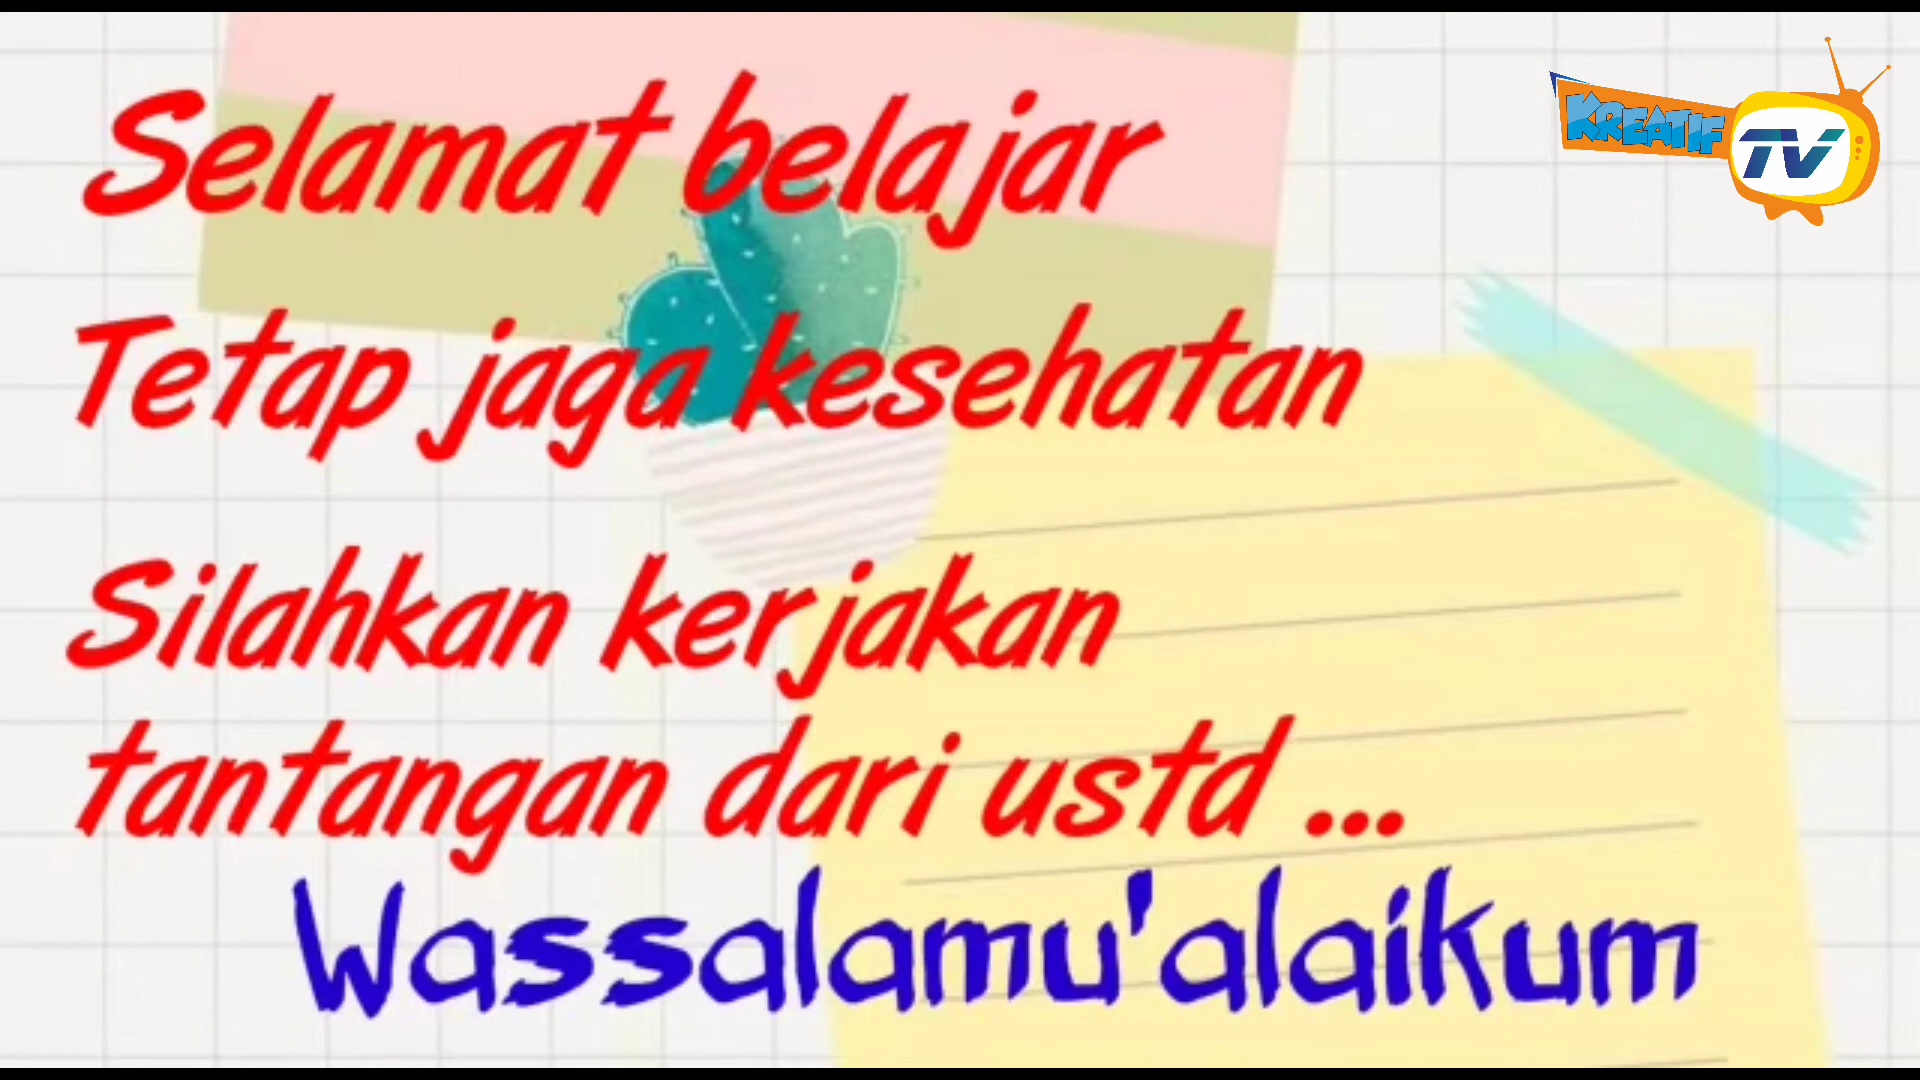 KREATIF TV
Selamat belajar
Tetap jaga kesehatan
Silahkan kerjakan
tantangan dari ustd ...
Wassalamu'alaikum